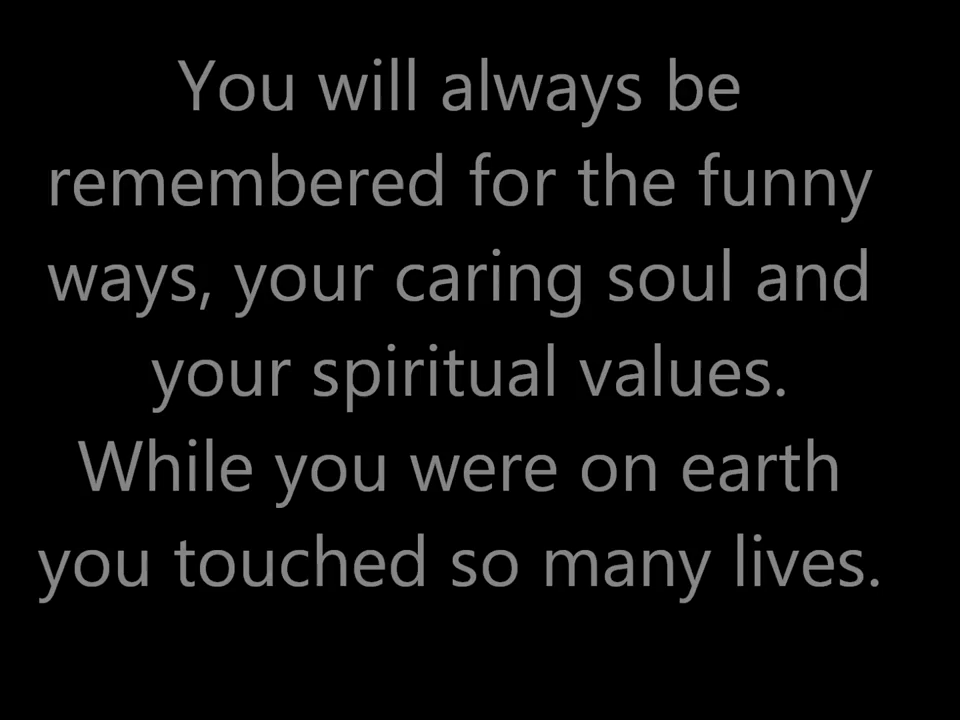 You will always be
remembered for the funny
ways, your caring soul and
your spiritual values.
While you were on earth
you touched so many lives.